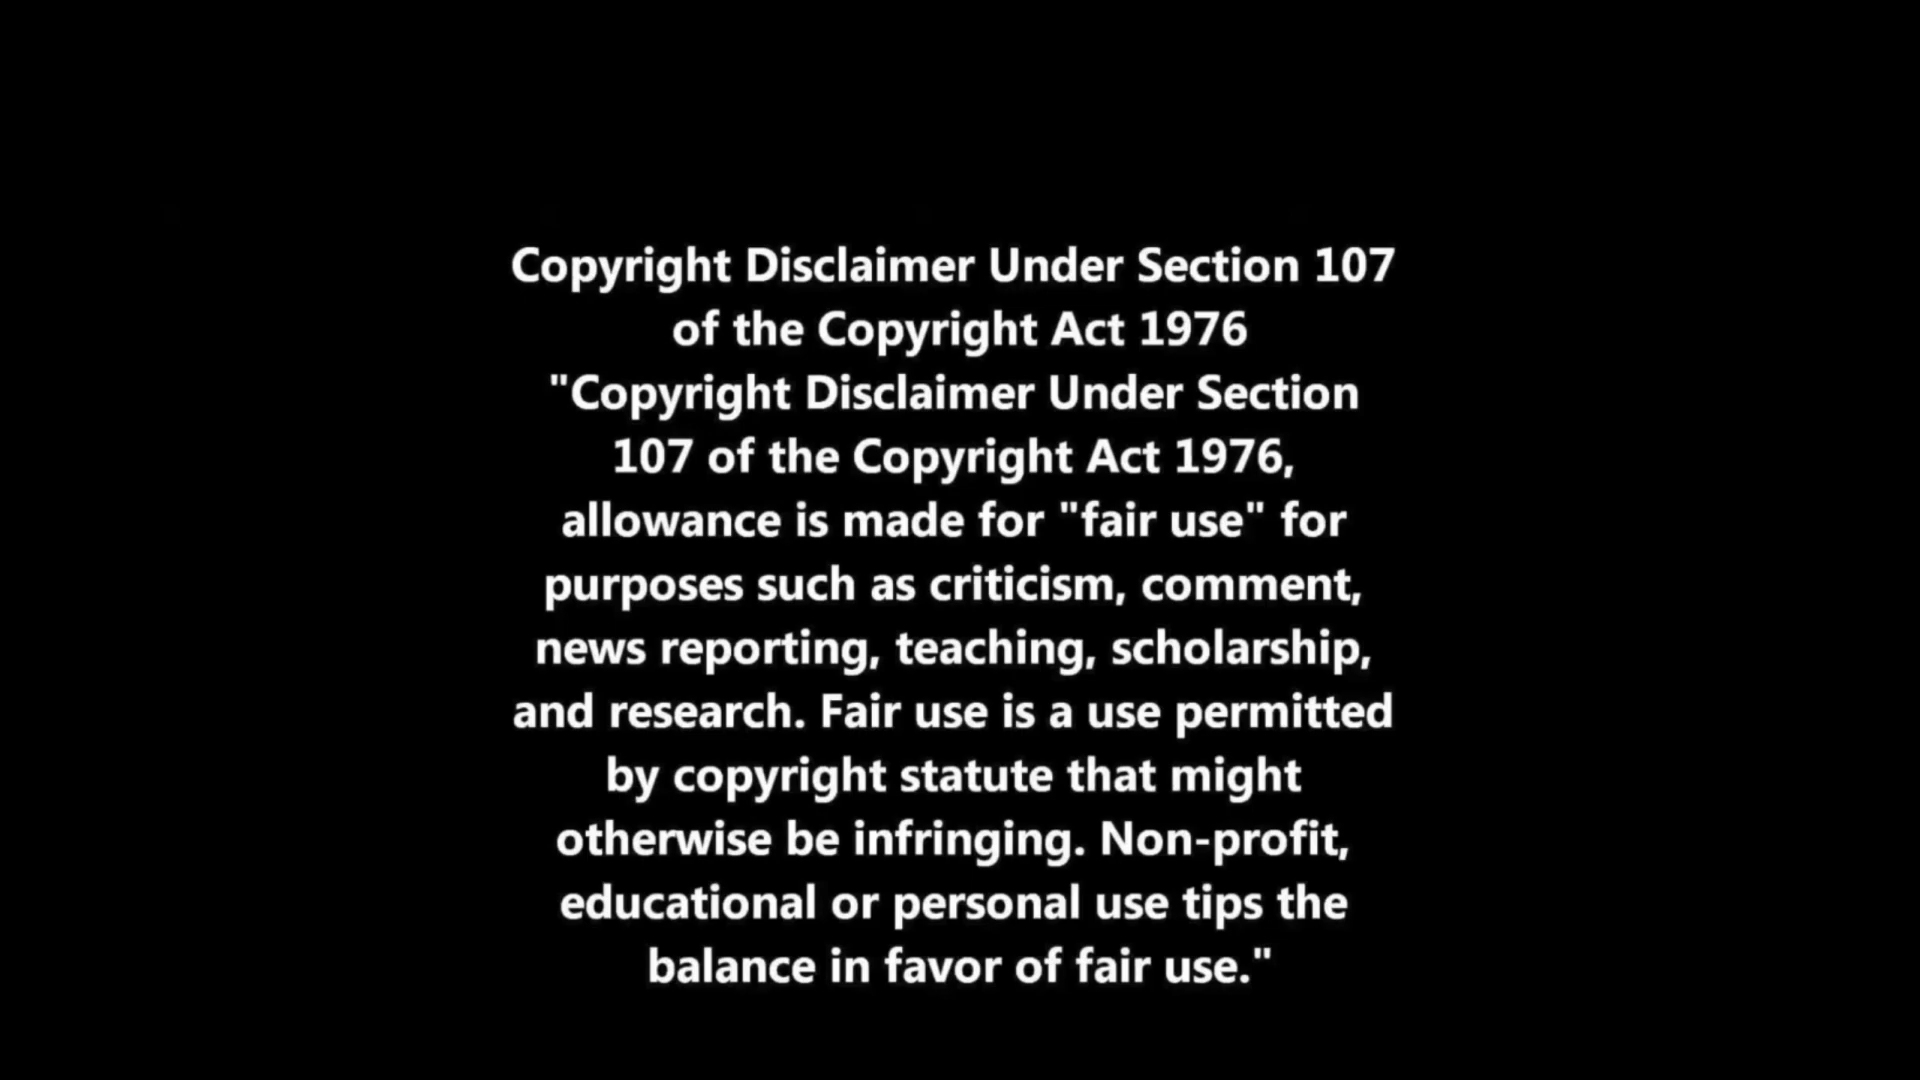 Copyright Disclaimer Under Section 107
of the Copyright Act 1976
"Copyright Disclaimer Under Section
107 of the Copyright Act 1976,
allowance is made for "fair use" for
purposes such as criticism, comment,
news reporting, teaching, scholarship,
and research. Fair use is a use permitted
by copyright statute that might
otherwise be infringing. Non-profit,
educational or personal use tips the
balance in favor of fair use."